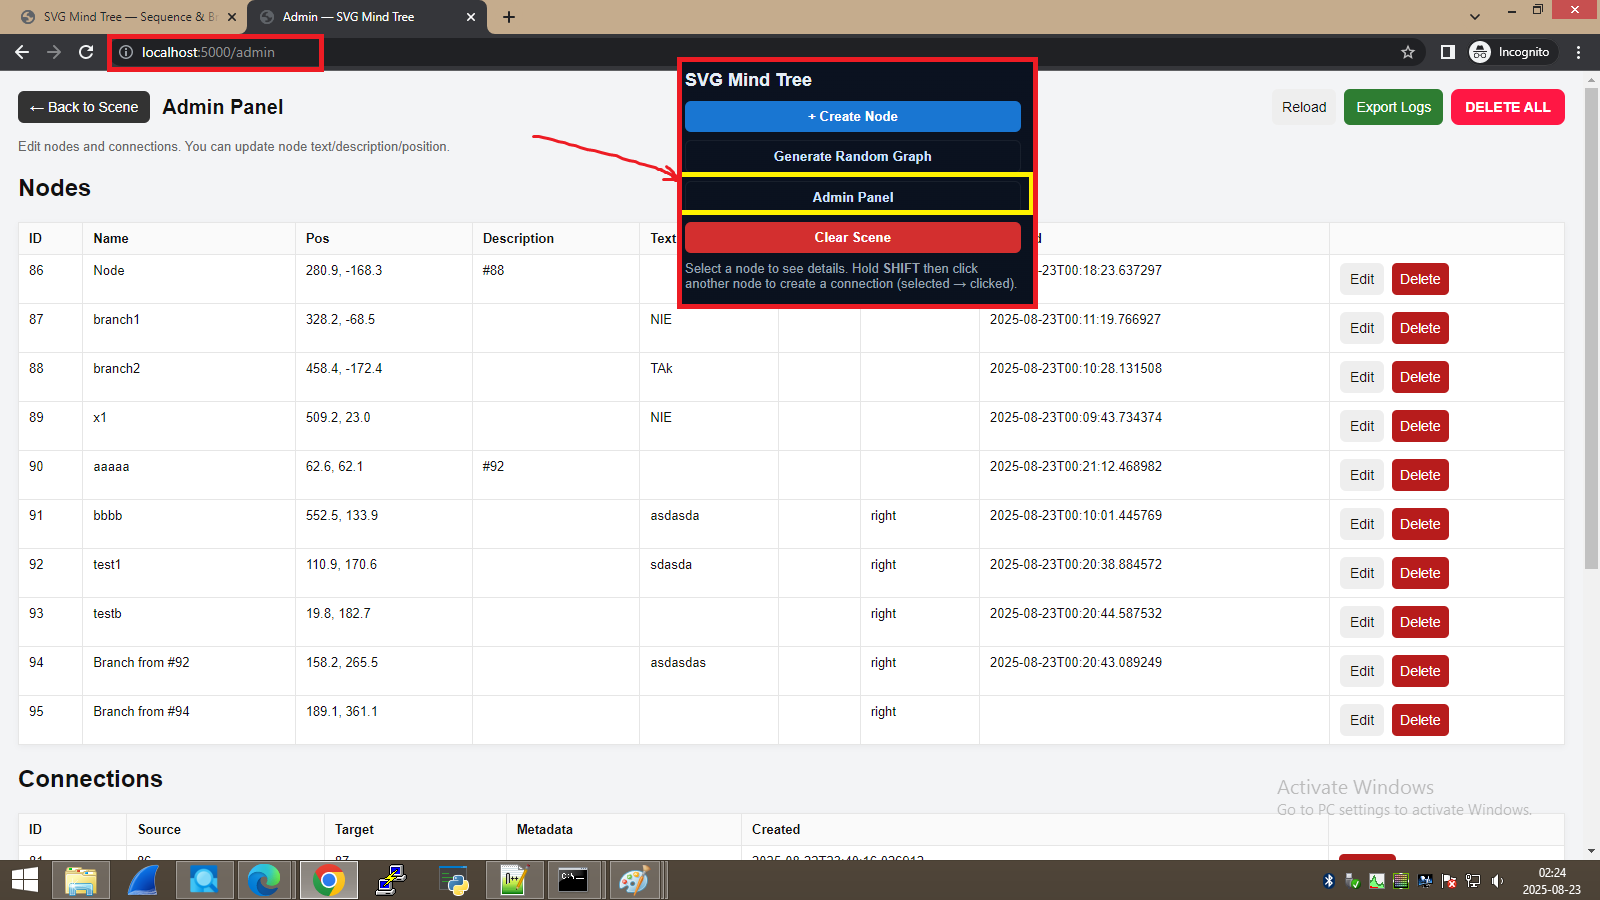 SVG Mind Tree — Sequence & B
Admin — SVG Mind Tree
localhost:5000/admin
Incognito
← Back to Scene
Admin Panel
Reload
Export Logs
DELETE ALL
Edit nodes and connections. You can update node text/description/position.
SVG Mind Tree
+ Create Node
Generate Random Graph
Admin Panel
Clear Scene
Select a node to see details. Hold SHIFT then click
another node to create a connection (selected → clicked).
Nodes
ID Name Pos Description Text d
86 Node 280.9, -168.3 #88 -23T00:18:23.637297 Edit Delete
87 branch1 328.2, -68.5 NIE 2025-08-23T00:11:19.766927 Edit Delete
88 branch2 458.4, -172.4 TAk 2025-08-23T00:10:28.131508 Edit Delete
89 x1 509.2, 23.0 NIE 2025-08-23T00:09:43.734374 Edit Delete
90 aaaaa 62.6, 62.1 #92 2025-08-23T00:21:12.468982 Edit Delete
91 bbbb 552.5, 133.9 asdasda right 2025-08-23T00:10:01.445769 Edit Delete
92 test1 110.9, 170.6 sdasda right 2025-08-23T00:20:38.884572 Edit Delete
93 testb 19.8, 182.7 right 2025-08-23T00:20:44.587532 Edit Delete
94 Branch from #92 158.2, 265.5 asdasdas right 2025-08-23T00:20:43.089249 Edit Delete
95 Branch from #94 189.1, 361.1 right Edit Delete
Connections
ID Source Target Metadata Created
Activate Windows
Go to PC settings to activate Windows.
02:24
2025-08-23